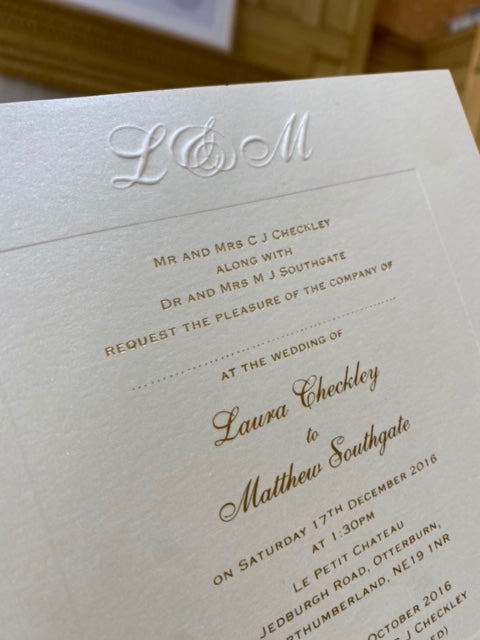 L & M
MR AND MRS C J CHECKLEY
ALONG WITH
DR AND MRS M J SOUTHGATE
REQUEST THE PLEASURE OF THE COMPANY OF
AT THE WEDDING OF
Laura Checkley
to
Matthew Southgate
ON SATURDAY 17TH DECEMBER 2016
AT 1:30PM
LE PETIT CHATEAU
JEDBURGH ROAD, OTTERBURN,
RTHUMBERLAND, NE19 1NR
OCTOBER 2016
J CHECKLEY
ED)